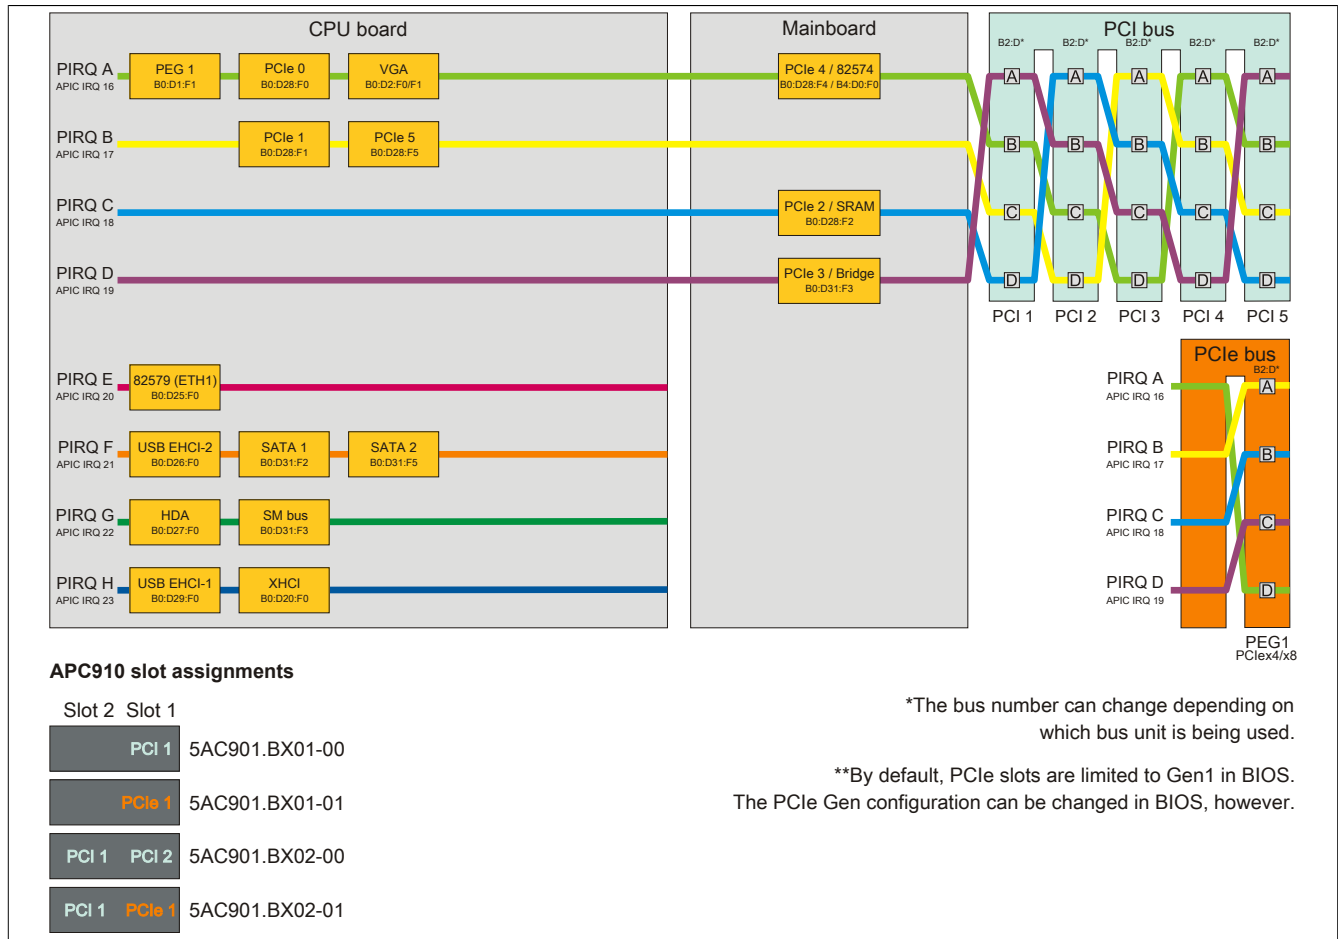 CPU board
Mainboard
PCI bus
B2:D* B2:D* B2:D* B2:D* B2:D*
PIRQ A
APIC IRQ 16
PEG 1
B0:D1:F1
PCIe 0
B0:D28:F0
VGA
B0:D2:F0/F1
PCIe 4 / 82574
B0:D28:F4 / B4:D0:F0
A A A A A
PIRQ B
APIC IRQ 17
PCIe 1
B0:D28:F1
PCIe 5
B0:D28:F5
B B B B B
PIRQ C
APIC IRQ 18
PCIe 2 / SRAM
B0:D28:F2
C C C C C
PIRQ D
APIC IRQ 19
PCIe 3 / Bridge
B0:D31:F3
D D D D D
PCI 1 PCI 2 PCI 3 PCI 4 PCI 5
PIRQ E
APIC IRQ 20
82579 (ETH1)
B0:D25:F0
PIRQ F
APIC IRQ 21
USB EHCI-2
B0:D26:F0
SATA 1
B0:D31:F2
SATA 2
B0:D31:F5
PIRQ G
APIC IRQ 22
HDA
B0:D27:F0
SM bus
B0:D31:F3
PIRQ H
APIC IRQ 23
USB EHCI-1
B0:D29:F0
XHCI
B0:D20:F0
PCIe bus
B2:D*
PIRQ A
APIC IRQ 16
A
PIRQ B
APIC IRQ 17
B
PIRQ C
APIC IRQ 18
C
PIRQ D
APIC IRQ 19
D
PEG1
PCIex4/x8
APC910 slot assignments
Slot 2 Slot 1
PCI 1 5AC901.BX01-00
PCIe 1 5AC901.BX01-01
PCI 1 PCI 2 5AC901.BX02-00
PCI 1 PCIe 1 5AC901.BX02-01
*The bus number can change depending on
which bus unit is being used.
**By default, PCIe slots are limited to Gen1 in BIOS.
The PCIe Gen configuration can be changed in BIOS, however.